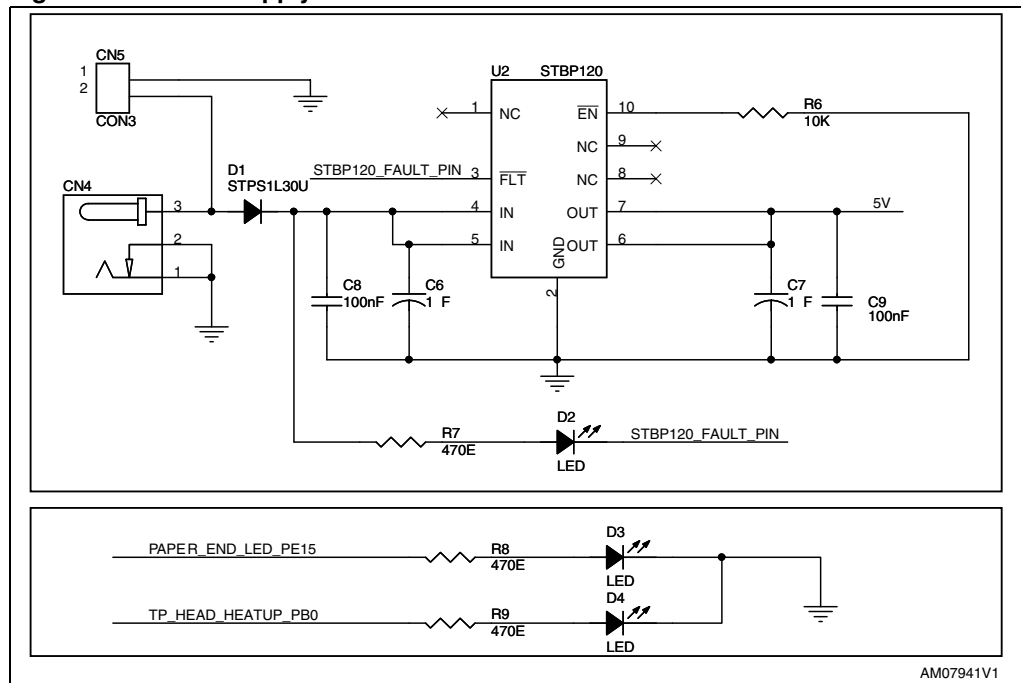 CN5
1
2
CON3
U2 STBP120
1 NC
EN 10
R6
10K
NC 9
STBP120_FAULT_PIN 3 FLT
NC 8
D1
STPS1L30U
CN4
3
4 IN
OUT 7
5V
2
5 IN
OUT 6
GND
1
2
C8
100nF
C6
1 F
C7
1 F
C9
100nF
R7
470E
D2
LED
STBP120_FAULT_PIN
PAPER_END_LED_PE15
R8
470E
D3
LED
TP_HEAD_HEATUP_PB0
R9
470E
D4
LED
AM07941V1